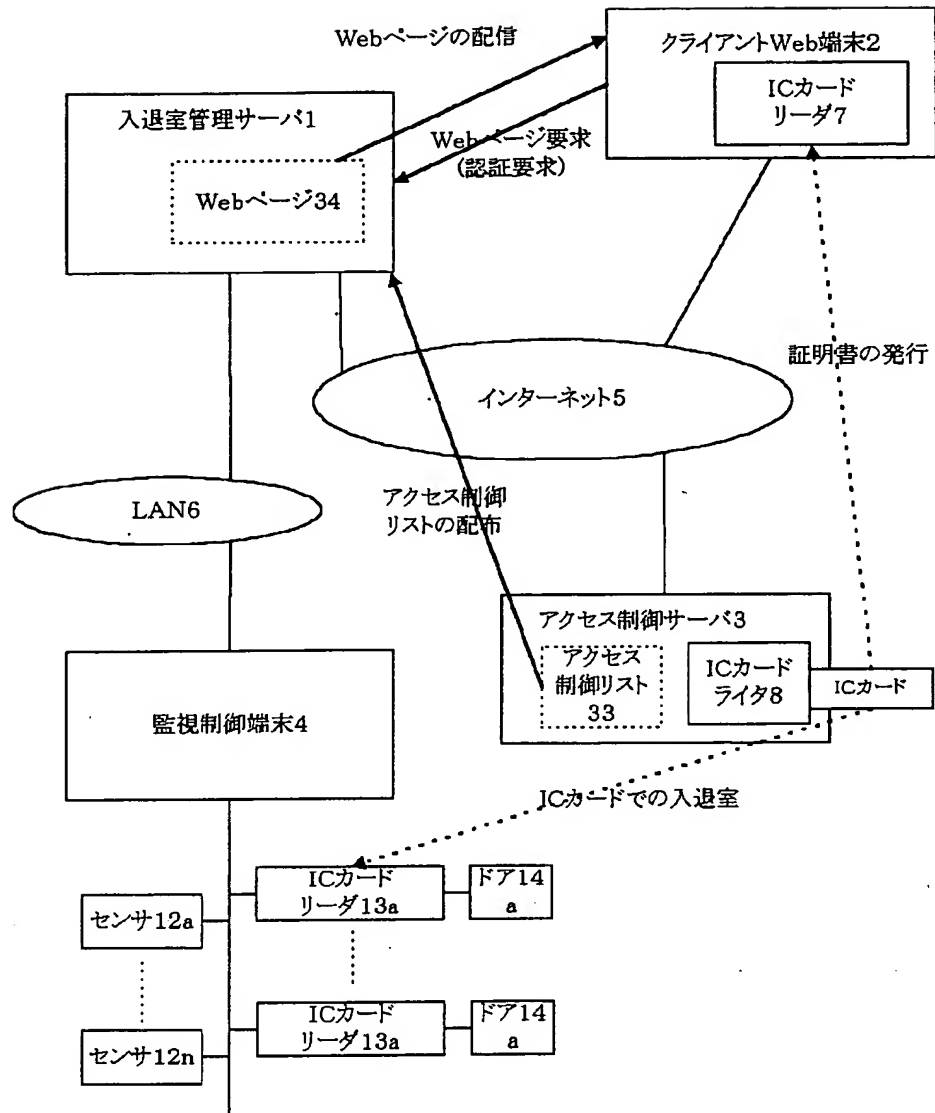 Webページの配信
クライアントWeb端末2
ICカード
リーダ7
入退室管理サーバ1
Webページ34
Webページ要求
(認証要求)
証明書の発行
インターネット5
LAN6
アクセス制御
リストの配布
アクセス制御サーバ3
アクセス
制御リスト
33
ICカード
ライタ8
ICカード
監視制御端末4
ICカードでの入退室
ICカード
リーダ13a
ドア14
a
センサ12a
ICカード
リーダ13a
ドア14
a
センサ12n